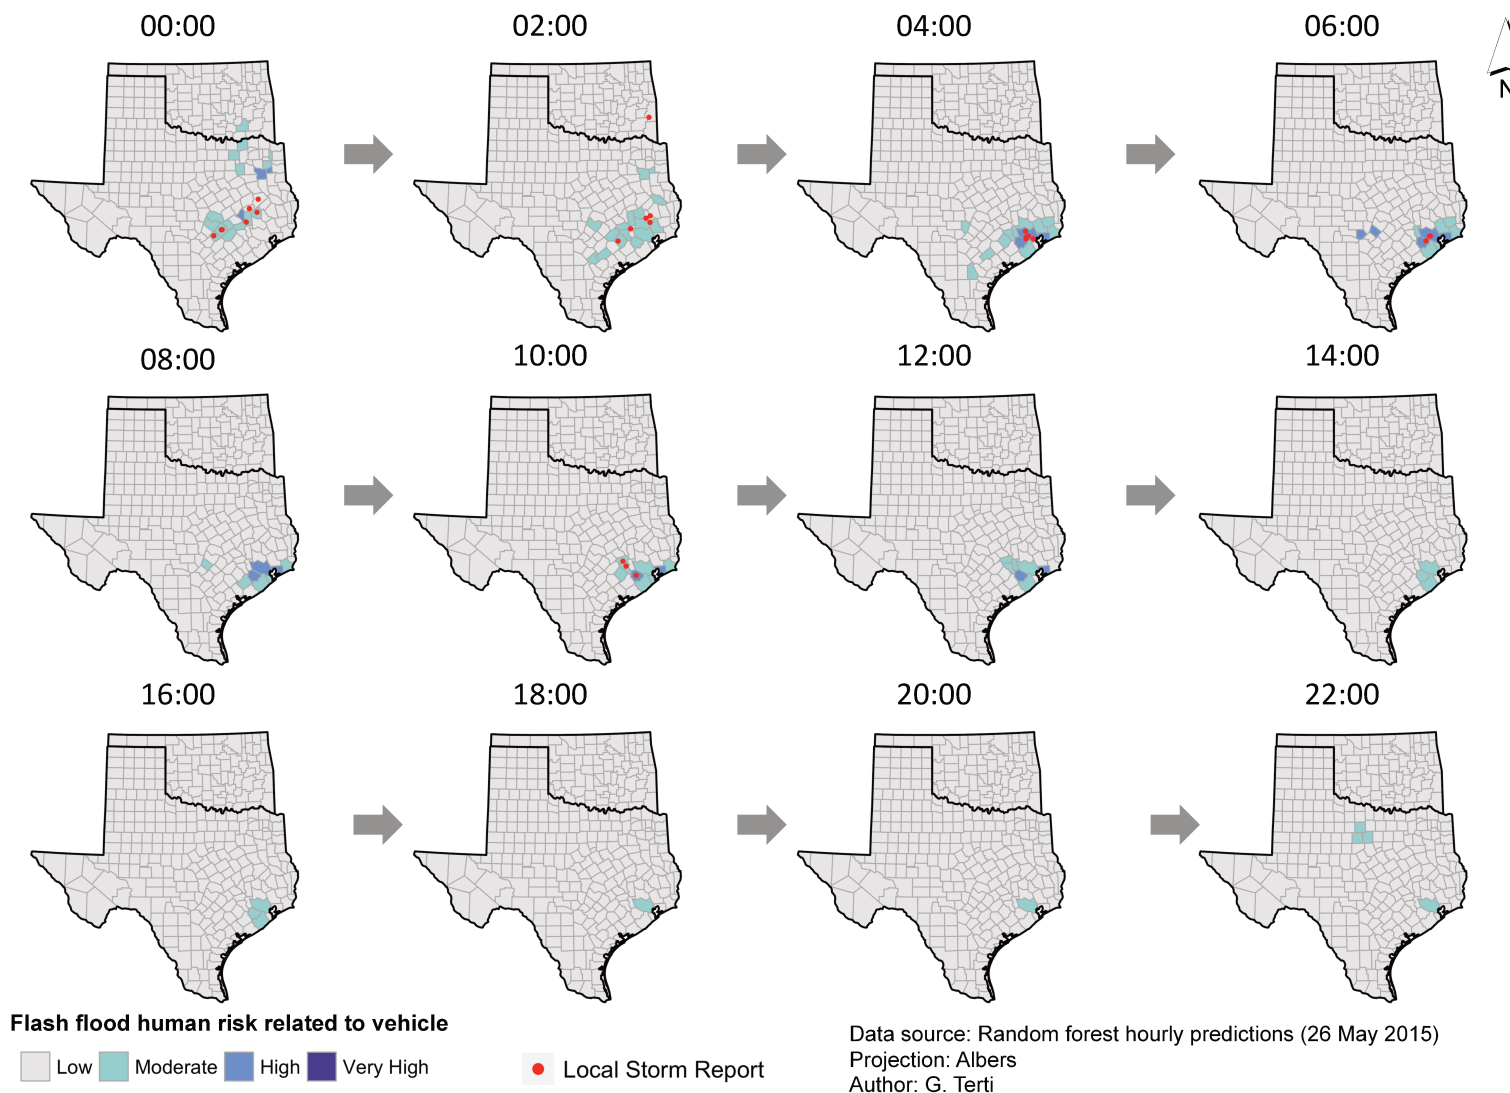 00:00 02:00 04:00 06:00
N
08:00 10:00 12:00 14:00
16:00 18:00 20:00 22:00
Flash flood human risk related to vehicle
Low Moderate High Very High
Local Storm Report
Data source: Random forest hourly predictions (26 May 2015)
Projection: Albers
Author: G. Terti